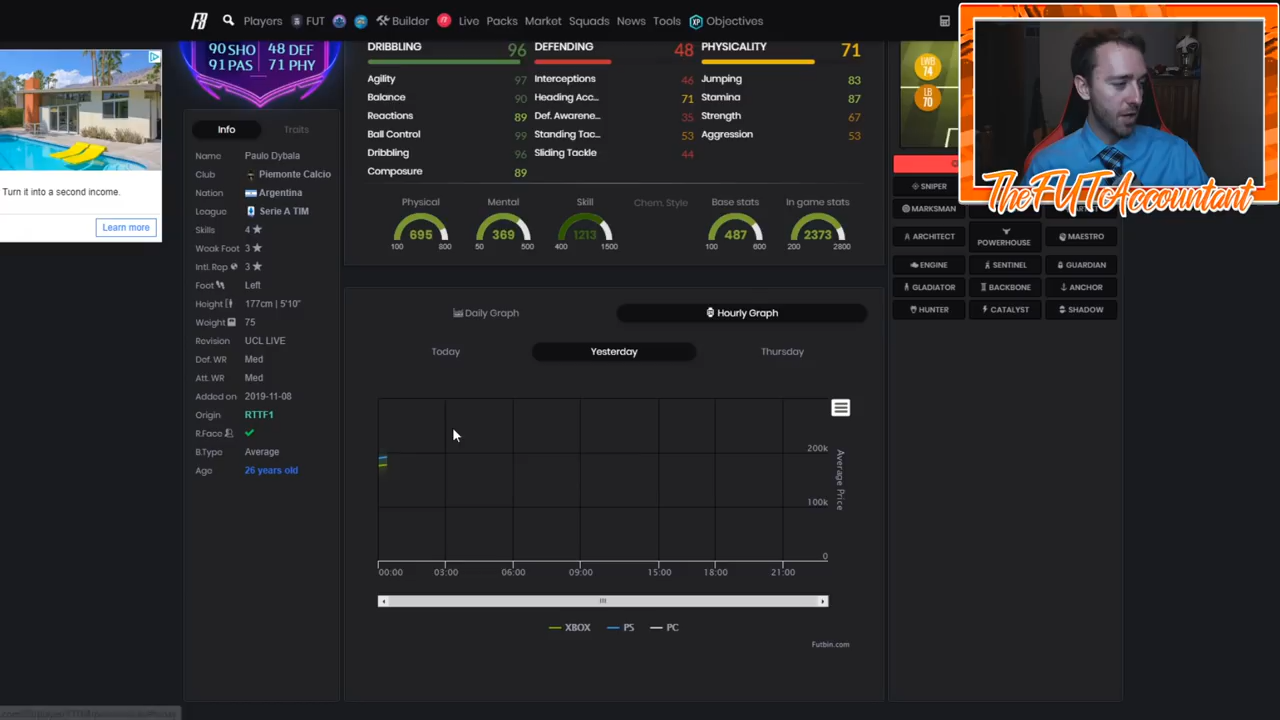 FB Players FUT Builder Live Packs Market Squads News Tools XP Objectives
90 SHO 48 DEF
91 PAS 71 PHY
DRIBBLING 96 DEFENDING 48 PHYSICALITY 71
Agility 97 Interceptions 46 Jumping 83
Balance 90 Heading Acc... 71 Stamina 87
Reactions 89 Def. Awarene... 35 Strength 67
Ball Control 99 Standing Tac... 53 Aggression 53
Dribbling 96 Sliding Tackle 44
Composure 89
Physical Mental Skill Chem. Style Base stats In game stats
695 369 1213 487 2373
100 800 50 500 400 1500 100 600 200 2800
Turn it into a second income.
Learn more
Info Traits
Name Paulo Dybala
Club Piemonte Calcio
Nation Argentina
League Serie A TIM
Skills 4
Weak Foot 3
Intl. Rep 3
Foot Left
Height 177cm | 5'10"
Weight 75
Revision UCL LIVE
Def. WR Med
Att. WR Med
Added on 2019-11-08
Origin RTTF1
R.Face
B.Type Average
Age 26 years old
Daily Graph Hourly Graph
Today Yesterday Thursday
200k
100k
0
Average Price
00:00 03:00 06:00 09:00 15:00 18:00 21:00
XBOX PS PC
Futbin.com
LWB
74
LB
70
SNIPER
MARKSMAN
ARCHITECT POWERHOUSE MAESTRO
ENGINE SENTINEL GUARDIAN
GLADIATOR BACKBONE ANCHOR
HUNTER CATALYST SHADOW
TheFUTAccountant